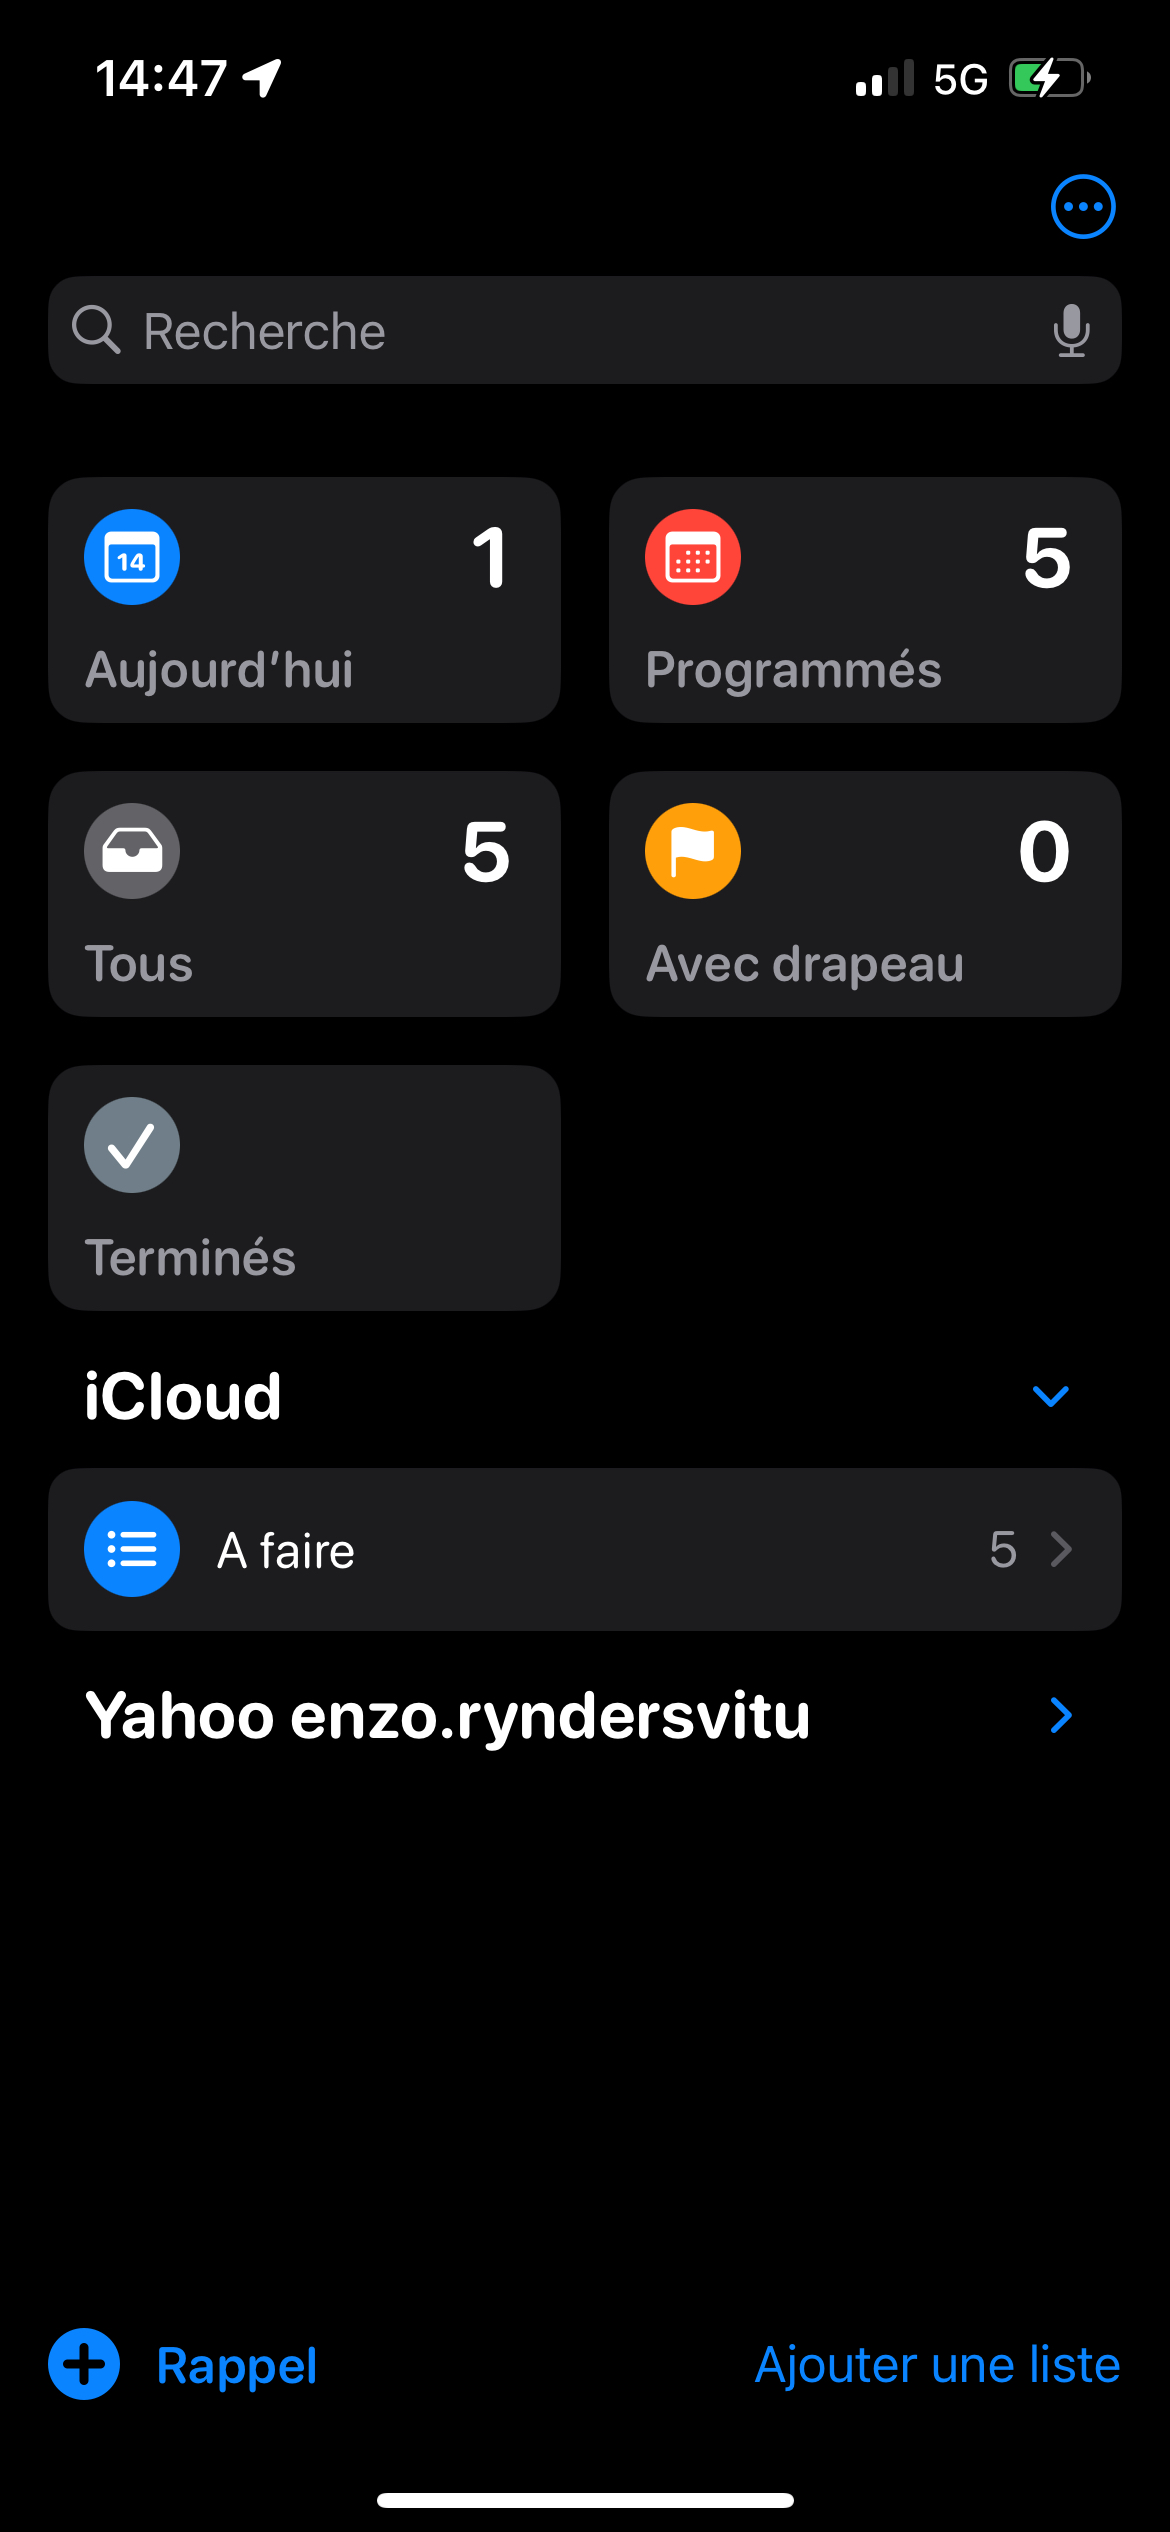 14:47 5G
Recherche
14 1
5
Aujourd’hui
Programmés
5
0
Tous
Avec drapeau
Terminés
iCloud
A faire 5
Yahoo enzo.ryndersvitu
Rappel Ajouter une liste